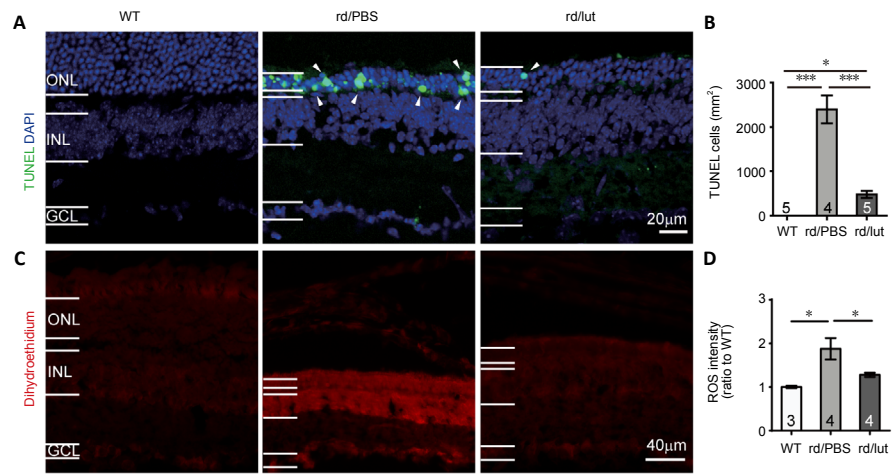 WT
rd/PBS
rd/lut
A
TUNEL DAPI
ONL
INL
GCL
20μm
B
TUNEL cells (mm²)
3000
2000
1000
0
*
***
***
5
4
5
WT
rd/PBS
rd/lut
C
Dihydroethidium
ONL
INL
GCL
40μm
D
ROS intensity
(ratio to WT)
3
2
1
0
*
*
3
4
4
WT
rd/PBS
rd/lut